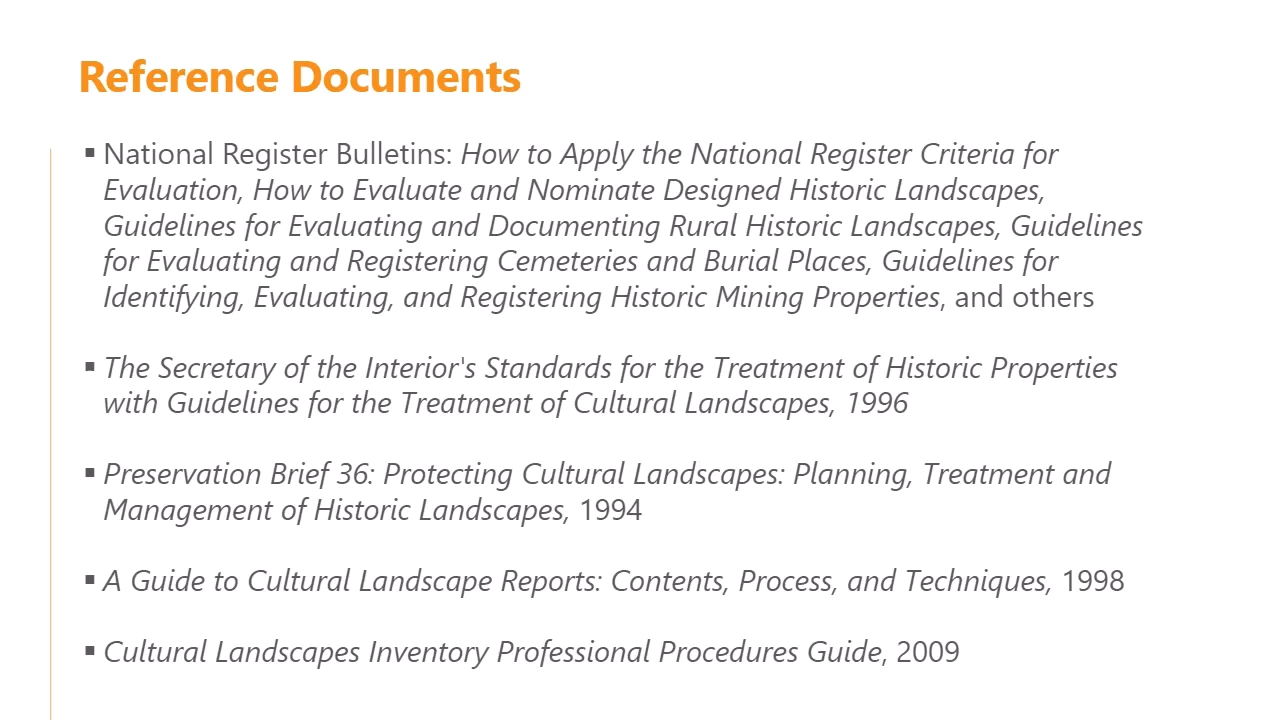 Reference Documents
▪ National Register Bulletins: How to Apply the National Register Criteria for
Evaluation, How to Evaluate and Nominate Designed Historic Landscapes,
Guidelines for Evaluating and Documenting Rural Historic Landscapes, Guidelines
for Evaluating and Registering Cemeteries and Burial Places, Guidelines for
Identifying, Evaluating, and Registering Historic Mining Properties, and others
▪ The Secretary of the Interior's Standards for the Treatment of Historic Properties
with Guidelines for the Treatment of Cultural Landscapes, 1996
▪ Preservation Brief 36: Protecting Cultural Landscapes: Planning, Treatment and
Management of Historic Landscapes, 1994
▪ A Guide to Cultural Landscape Reports: Contents, Process, and Techniques, 1998
▪ Cultural Landscapes Inventory Professional Procedures Guide, 2009